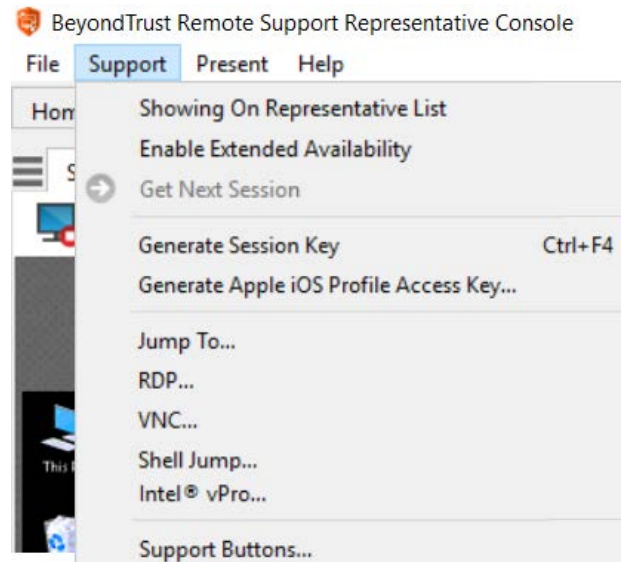 BeyondTrust Remote Support Representative Console
File Support Present Help
Hom
Showing On Representative List
Enable Extended Availability
S
Get Next Session
Generate Session Key Ctrl+F4
Generate Apple iOS Profile Access Key...
Jump To...
RDP...
VNC...
This
Shell Jump...
Intel® vPro...
Support Buttons...